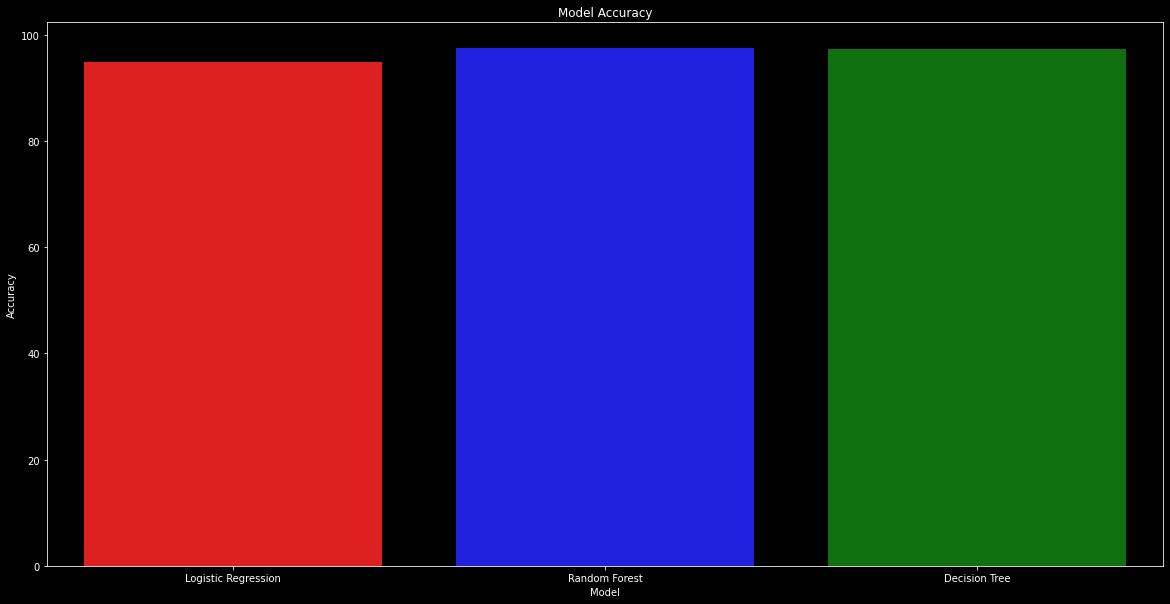 Model Accuracy
100
80
60
40
20
0
Accuracy
Logistic Regression
Random Forest
Decision Tree
Model